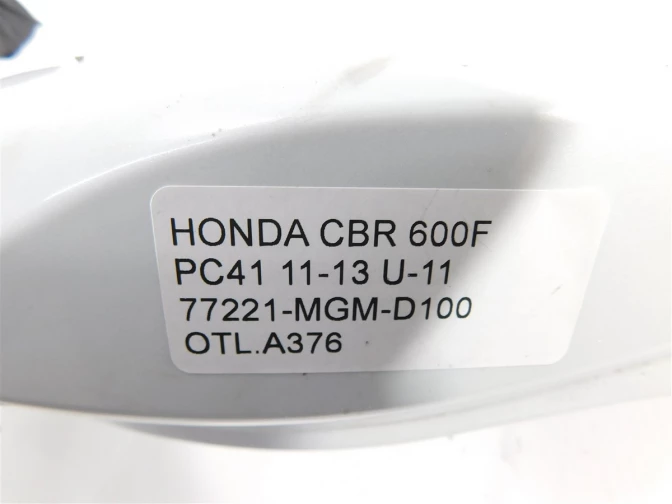 HONDA CBR 600F
PC41 11-13 U-11
77221-MGM-D100
OTL.A376